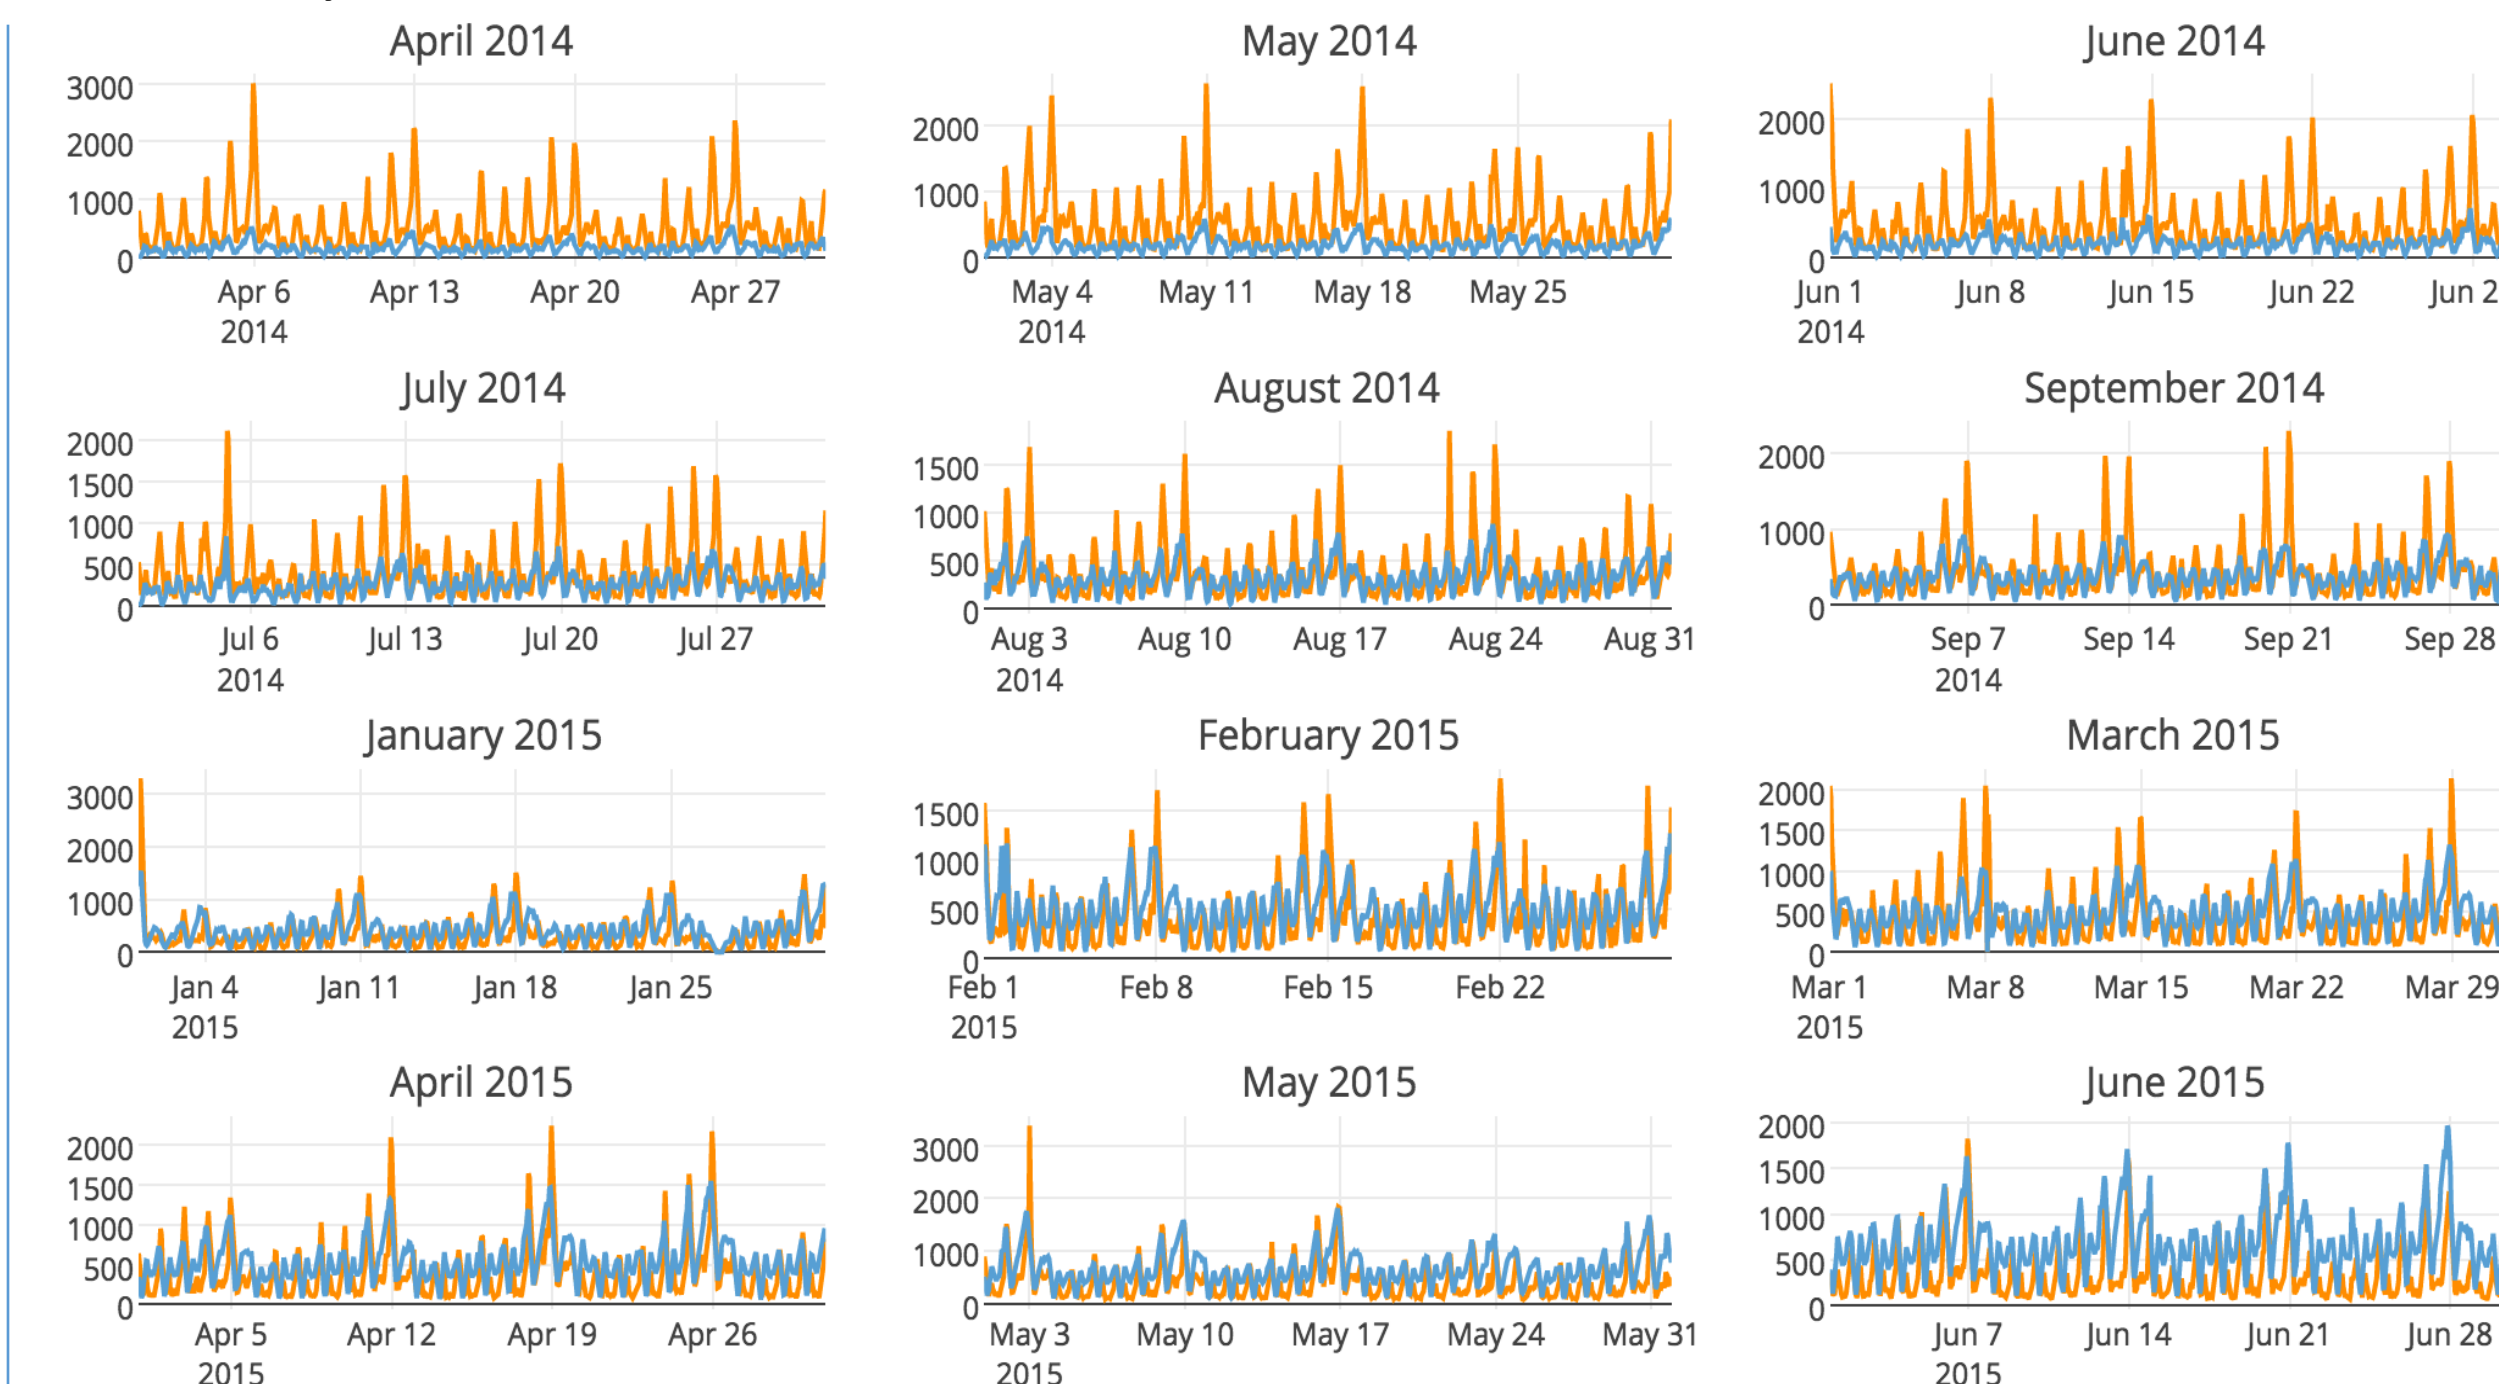 April 2014
May 2014
June 2014
3000
2000
1000
0
Apr 6
2014
Apr 13
Apr 20
Apr 27
2000
1000
0
May 4
2014
May 11
May 18
May 25
2000
1000
0
Jun 1
2014
Jun 8
Jun 15
Jun 22
Jun 2
July 2014
August 2014
September 2014
2000
1500
1000
500
0
Jul 6
2014
Jul 13
Jul 20
Jul 27
1500
1000
500
0
Aug 3
2014
Aug 10
Aug 17
Aug 24
Aug 31
2000
1000
0
Sep 7
2014
Sep 14
Sep 21
Sep 28
January 2015
February 2015
March 2015
3000
2000
1000
0
Jan 4
2015
Jan 11
Jan 18
Jan 25
1500
1000
500
0
Feb 1
2015
Feb 8
Feb 15
Feb 22
2000
1500
1000
500
0
Mar 1
2015
Mar 8
Mar 15
Mar 22
Mar 29
April 2015
May 2015
June 2015
2000
1500
1000
500
0
Apr 5
2015
Apr 12
Apr 19
Apr 26
3000
2000
1000
0
May 3
2015
May 10
May 17
May 24
May 31
2000
1500
1000
500
0
Jun 7
2015
Jun 14
Jun 21
Jun 28